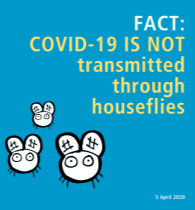 FACT:
COVID-19 IS NOT
transmitted
through
houseflies
5 April 2020